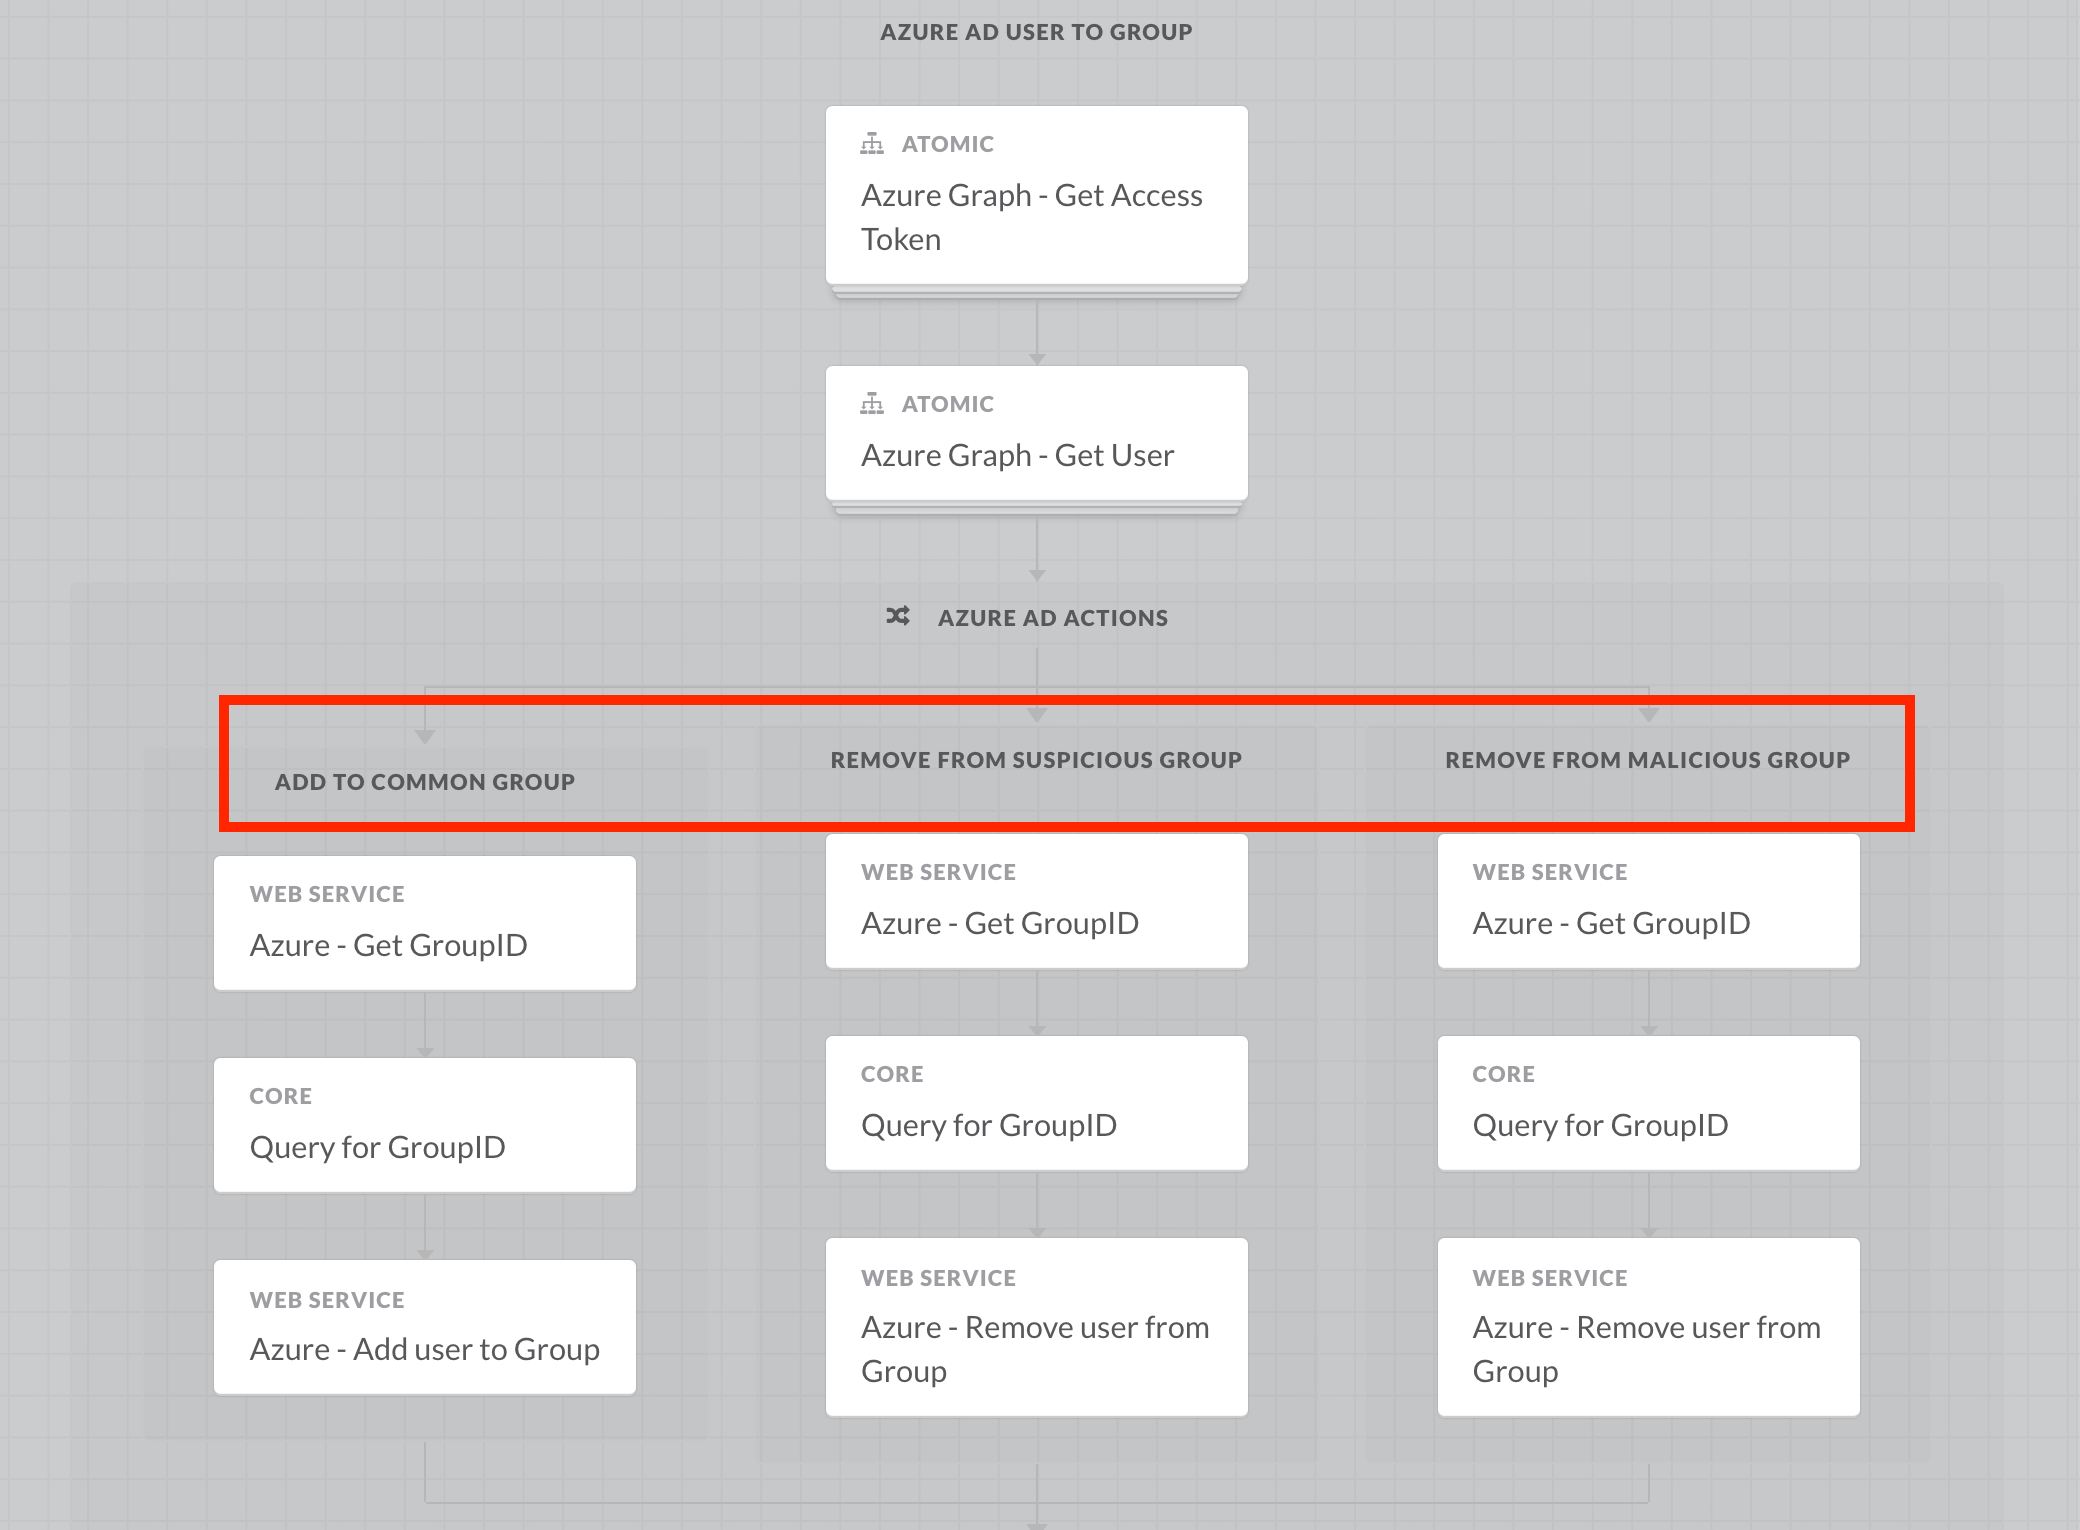 AZURE AD USER TO GROUP
ATOMIC
Azure Graph - Get Access
Token
ATOMIC
Azure Graph - Get User
AZURE AD ACTIONS
ADD TO COMMON GROUP
WEB SERVICE
Azure - Get GroupID
CORE
Query for GroupID
WEB SERVICE
Azure - Add user to Group
REMOVE FROM SUSPICIOUS GROUP
WEB SERVICE
Azure - Get GroupID
CORE
Query for GroupID
WEB SERVICE
Azure - Remove user from
Group
REMOVE FROM MALICIOUS GROUP
WEB SERVICE
Azure - Get GroupID
CORE
Query for GroupID
WEB SERVICE
Azure - Remove user from
Group